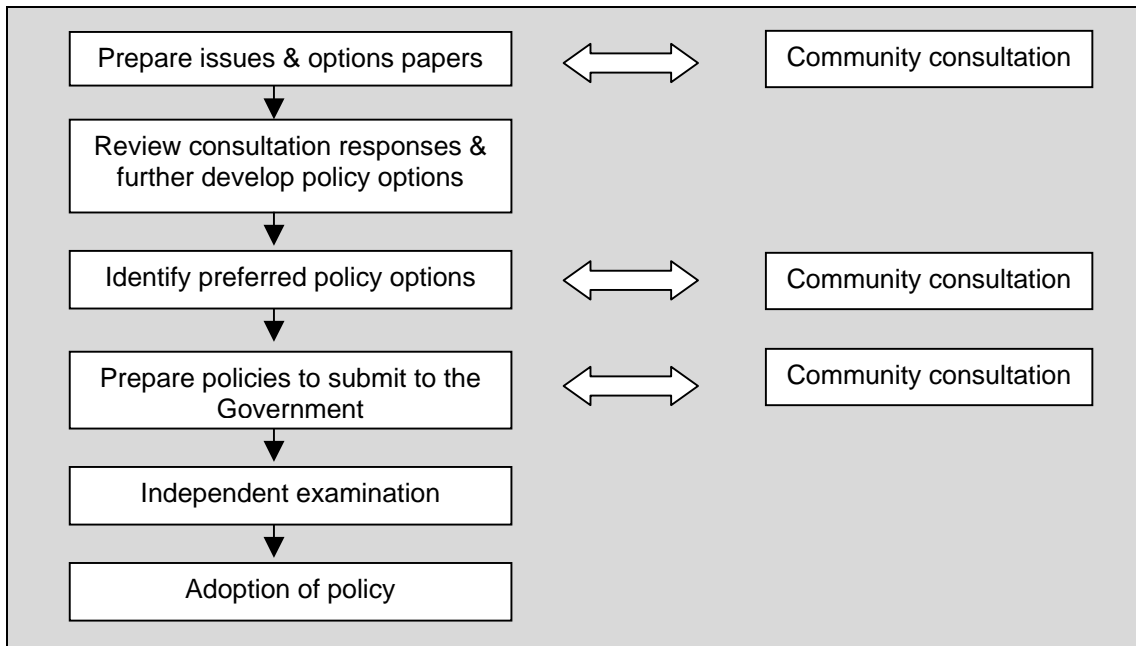 Prepare issues & options papers
Community consultation
Review consultation responses &
further develop policy options
Identify preferred policy options
Community consultation
Prepare policies to submit to the
Government
Community consultation
Independent examination
Adoption of policy